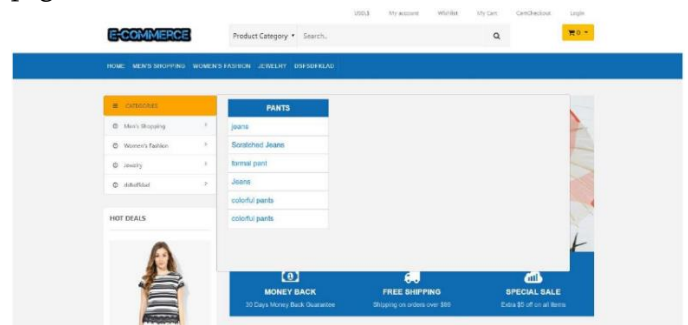 pag
USD,$ My account Wishlist My Cart CartCheckout Login
E-COMMERCE
Product Category Search..
0
HOME MEN'S SHOPPING WOMEN'S FASHION JEWELRY
CATEGORIES
Men's Shopping
Women's Fashion
Jewelry
PANTS
jeans
Scratched Jeans
formal pant
Jeans
colorful pants
colorful pants
HOT DEALS
MONEY BACK
30 Days Money Back Guarantee
FREE SHIPPING
Shipping on orders over $99
SPECIAL SALE
Extra $5 off on all items